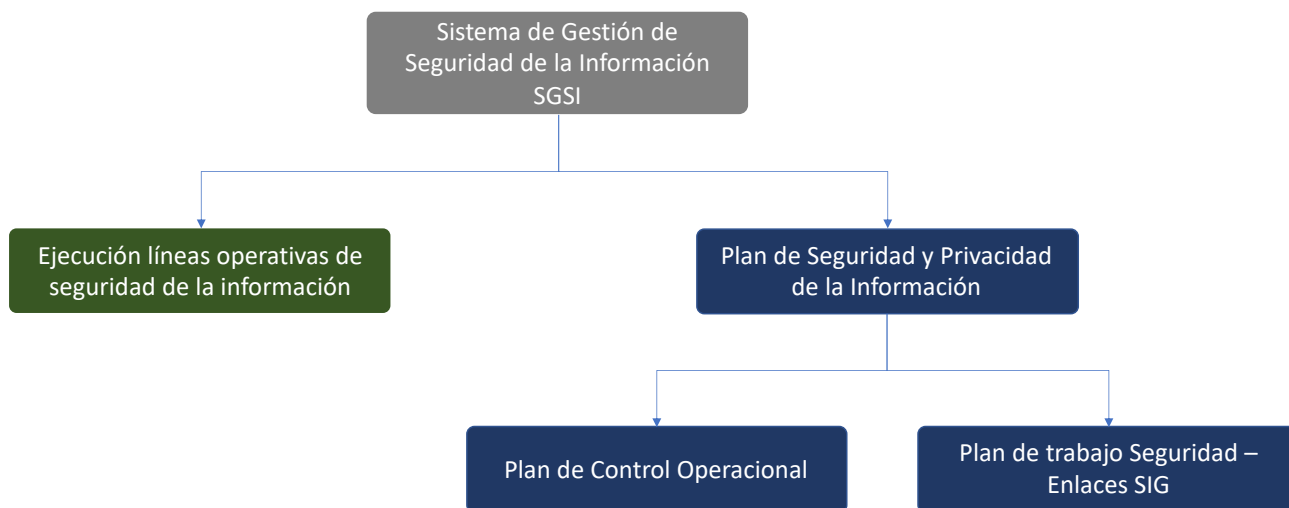 Sistema de Gestión de
Seguridad de la Información
SGSI
Ejecución líneas operativas de
seguridad de la información
Plan de Seguridad y Privacidad
de la Información
Plan de Control Operacional
Plan de trabajo Seguridad –
Enlaces SIG